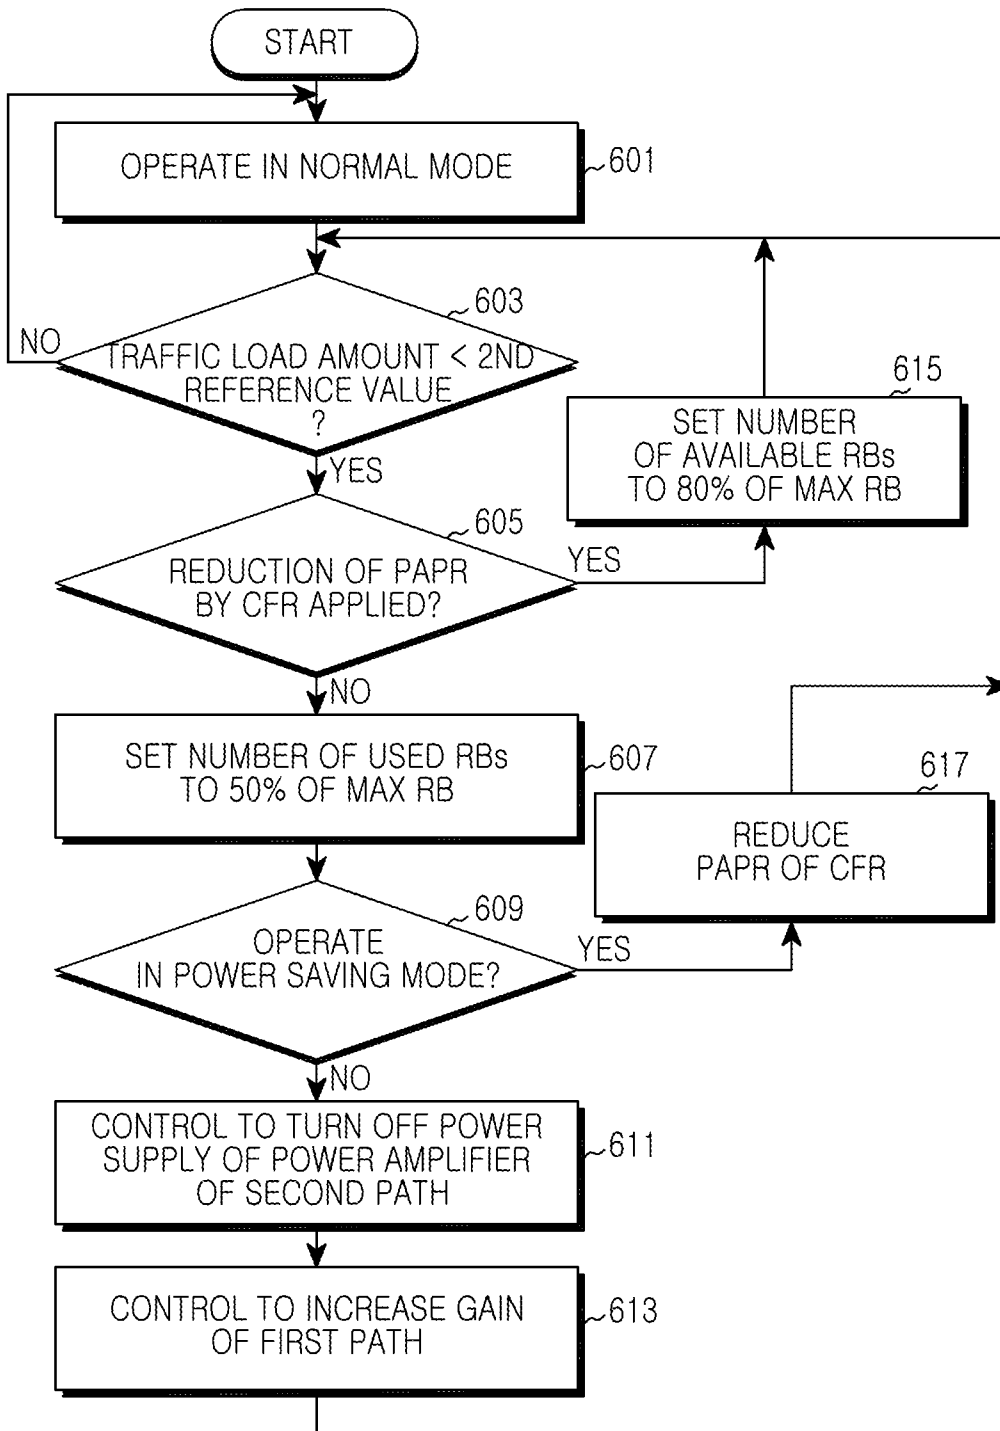 START
OPERATE IN NORMAL MODE
601
603
NO
TRAFFIC LOAD AMOUNT < 2ND
REFERENCE VALUE
?
YES
615
SET NUMBER
OF AVAILABLE RBs
TO 80% OF MAX RB
605
REDUCTION OF PAPR
BY CFR APPLIED?
YES
NO
SET NUMBER OF USED RBs
TO 50% OF MAX RB
607
617
REDUCE
PAPR OF CFR
609
OPERATE
IN POWER SAVING MODE?
YES
NO
CONTROL TO TURN OFF POWER
SUPPLY OF POWER AMPLIFIER
OF SECOND PATH
611
CONTROL TO INCREASE GAIN
OF FIRST PATH
613